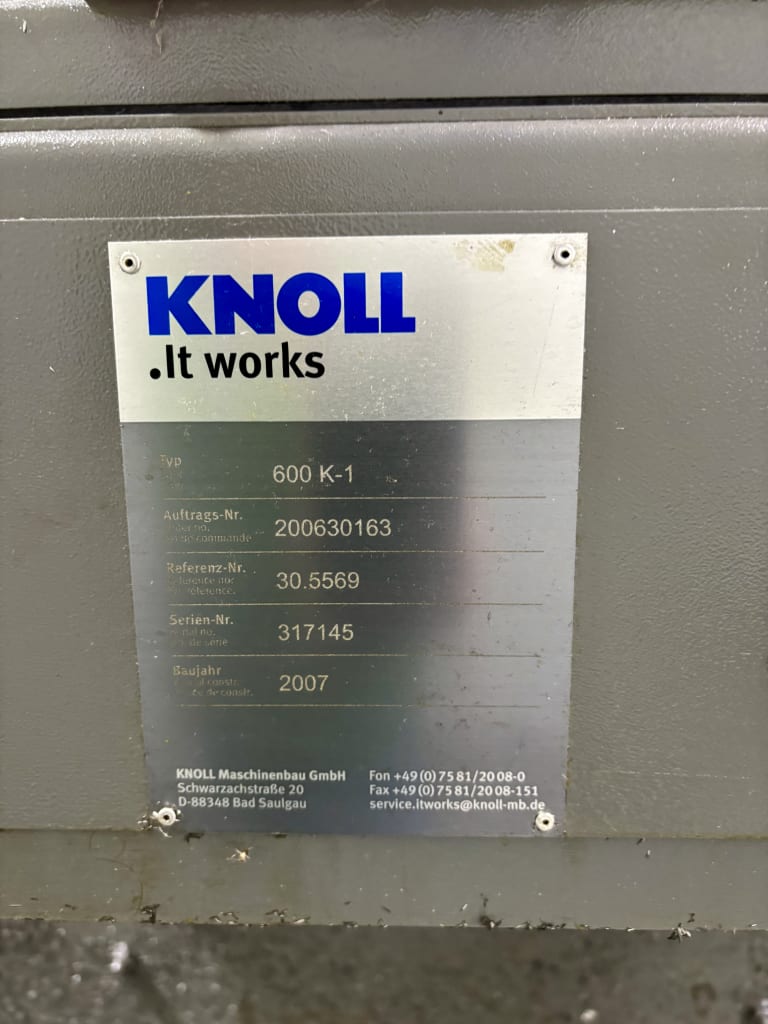 KNOLL
.It works
Typ
600 K-1
Auftrags-Nr.
de commande
200630163
Referenz-Nr.
30.5569
Serien-Nr.
317145
Baujahr
2007
KNOLL Maschinenbau GmbH
Schwarzachstraße 20
D-88348 Bad Saulgau
Fon +49 (0) 75 81/20 08-0
Fax +49 (0) 75 81/20 08-151
service.itworks@knoll-mb.de